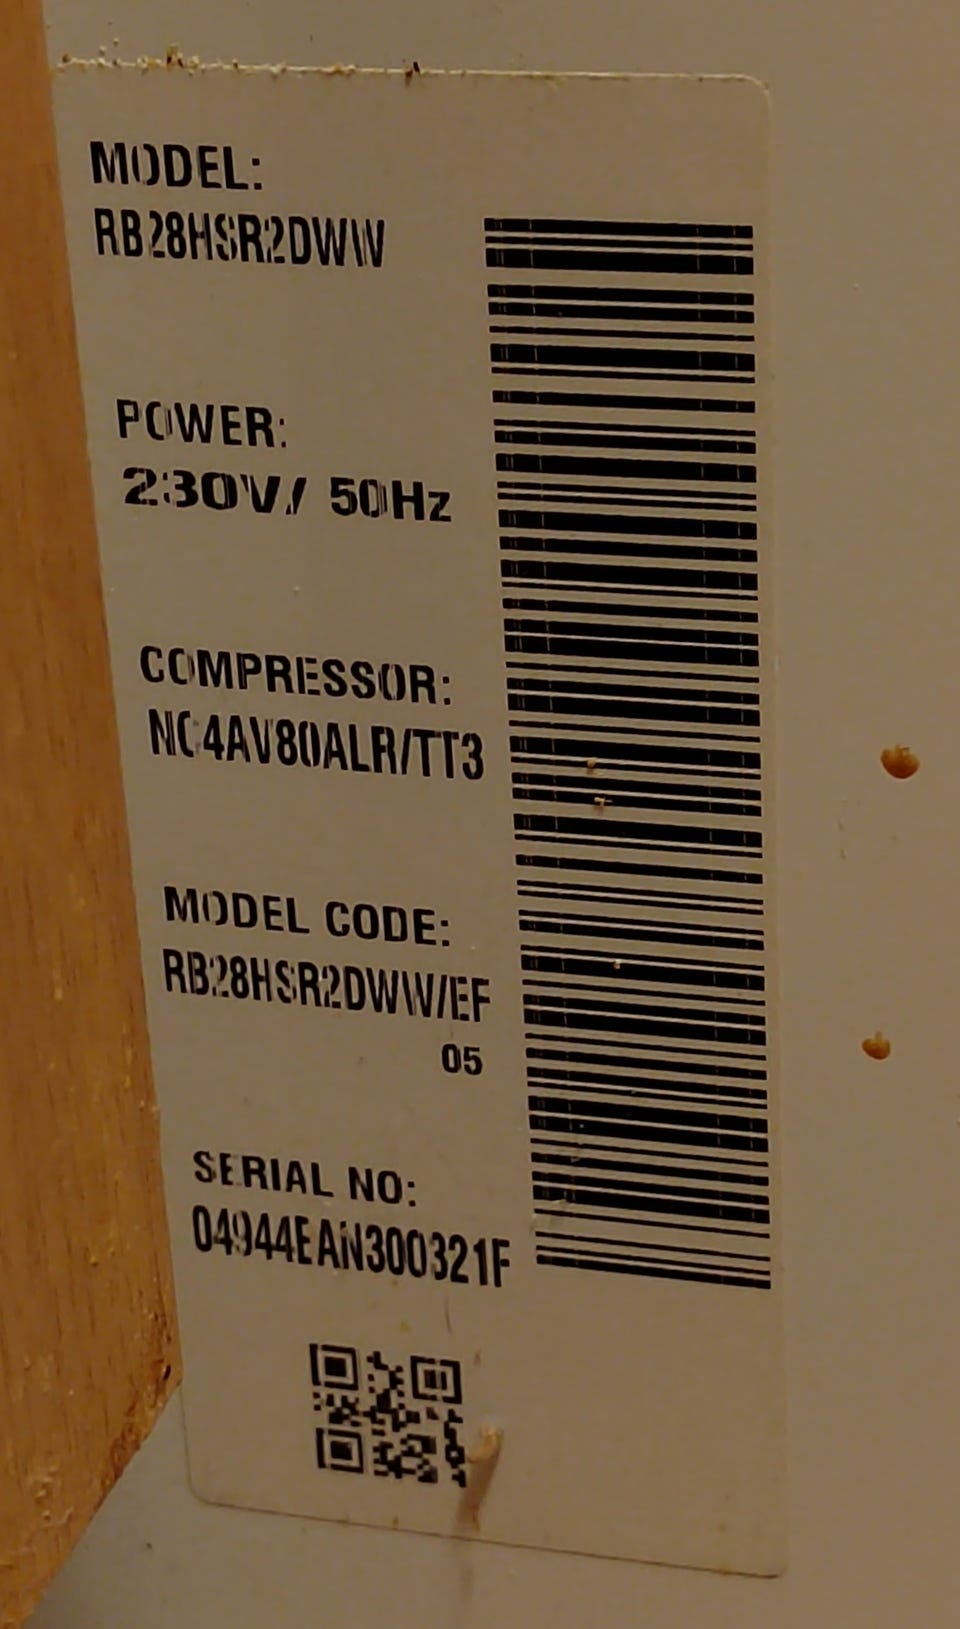 MODEL:
RB28HSR2DWW
POWER:
230V/ 50Hz
COMPRESSOR:
NC4AV80ALR/TT3
MODEL CODE:
RB28HSR2DWW/EF
05
SERIAL NO:
04944EAN300321F